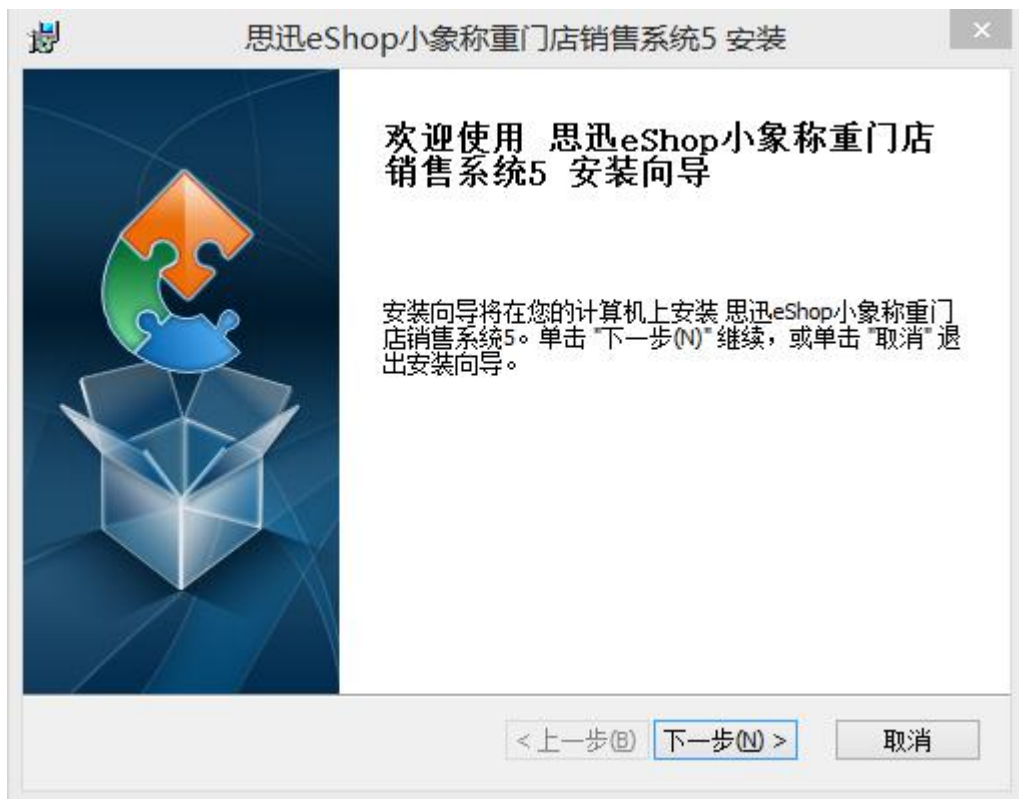 思迅eShop小象称重门店销售系统5 安装
欢迎使用 思迅eShop小象称重门店
销售系统5 安装向导
安装向导将在您的计算机上安装 思迅eShop小象称重门
店销售系统5。单击 "下一步(N)" 继续，或单击 "取消" 退
出安装向导。
< 上一步(B) 下一步(N) > 取消